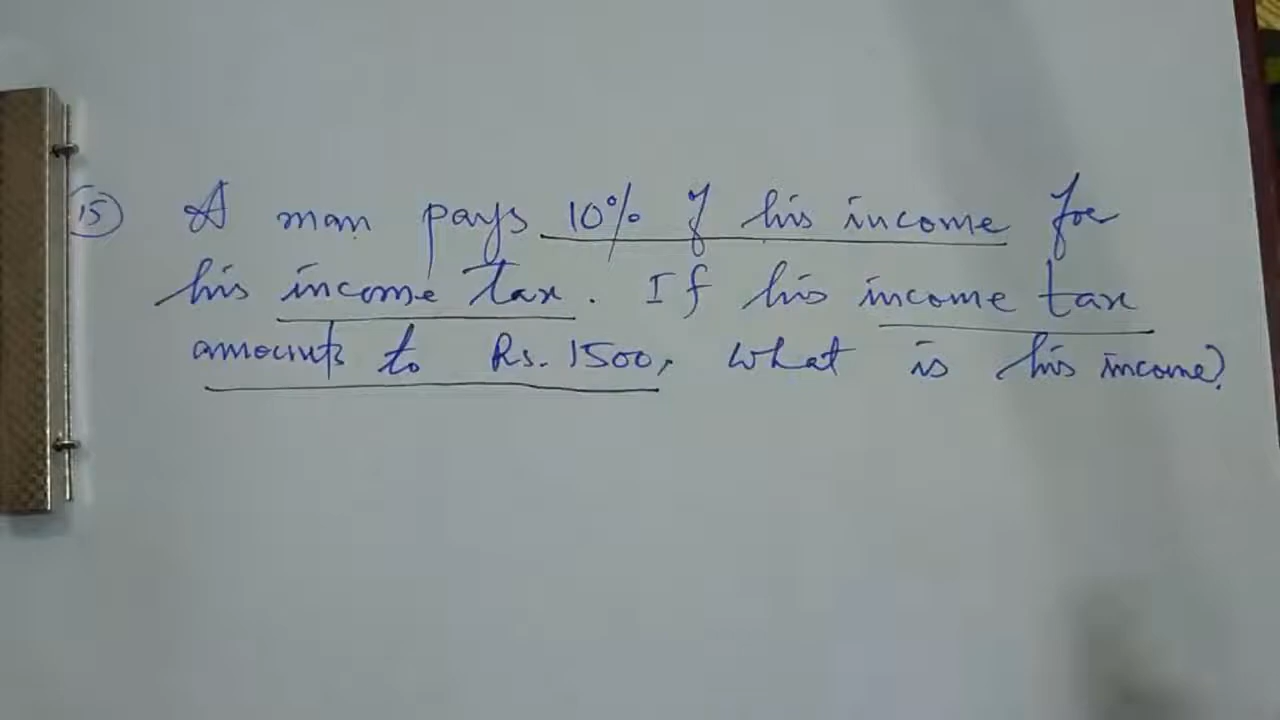 15 A man pays 10% of his income for
his income tax. If his income tax
amounts to Rs. 1500, what is his income?